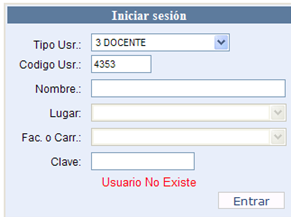 Iniciar sesión
Tipo Usr.: 3 DOCENTE
Codigo Usr.: 4353
Nombre.:
Lugar:
Fac. o Carr.:
Clave:
Usuario No Existe
Entrar